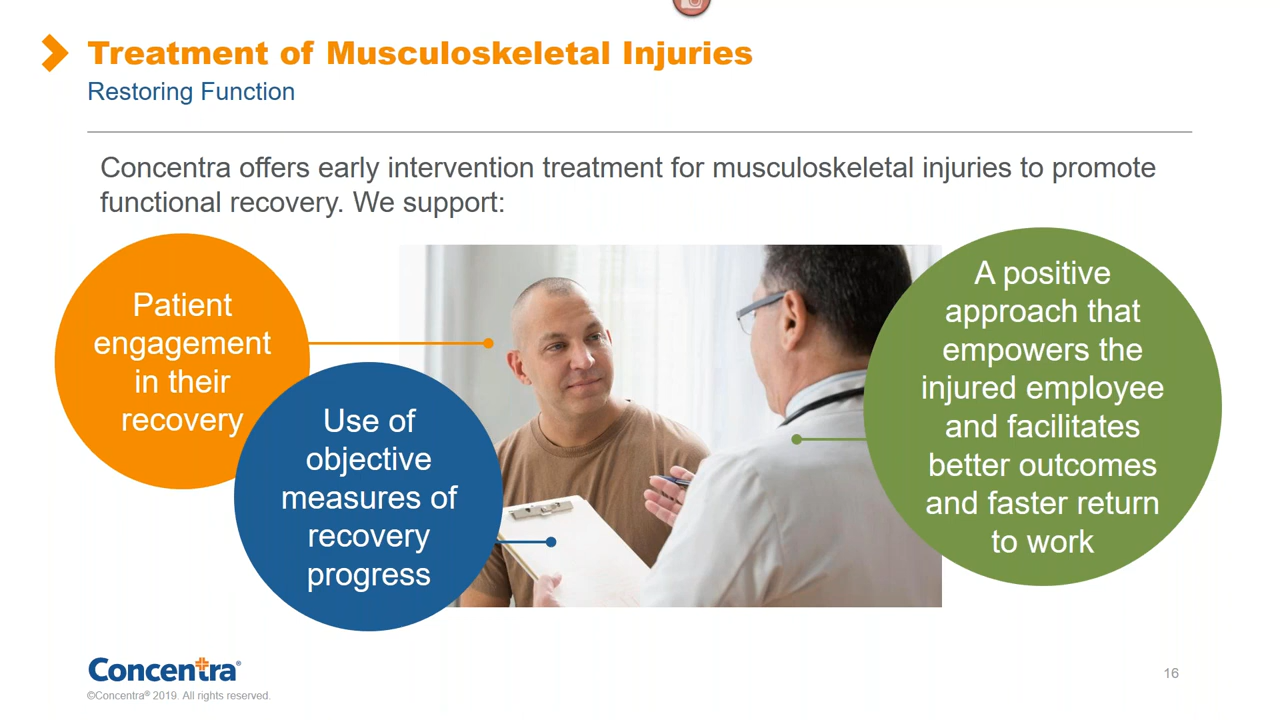 Treatment of Musculoskeletal Injuries
Restoring Function
Concentra offers early intervention treatment for musculoskeletal injuries to promote
functional recovery. We support:
Patient
engagement
in their
recovery
Use of
objective
measures of
recovery
progress
A positive
approach that
empowers the
injured employee
and facilitates
better outcomes
and faster return
to work
Concentra®
©Concentra® 2019. All rights reserved.
16